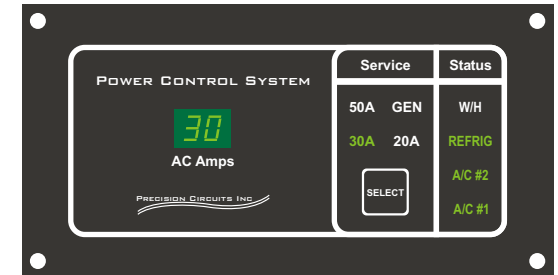 POWER CONTROL SYSTEM
30
AC Amps
PRECISION CIRCUITS INC
Service
50A GEN
30A 20A
SELECT
Status
W/H
REFRIG
A/C #2
A/C #1